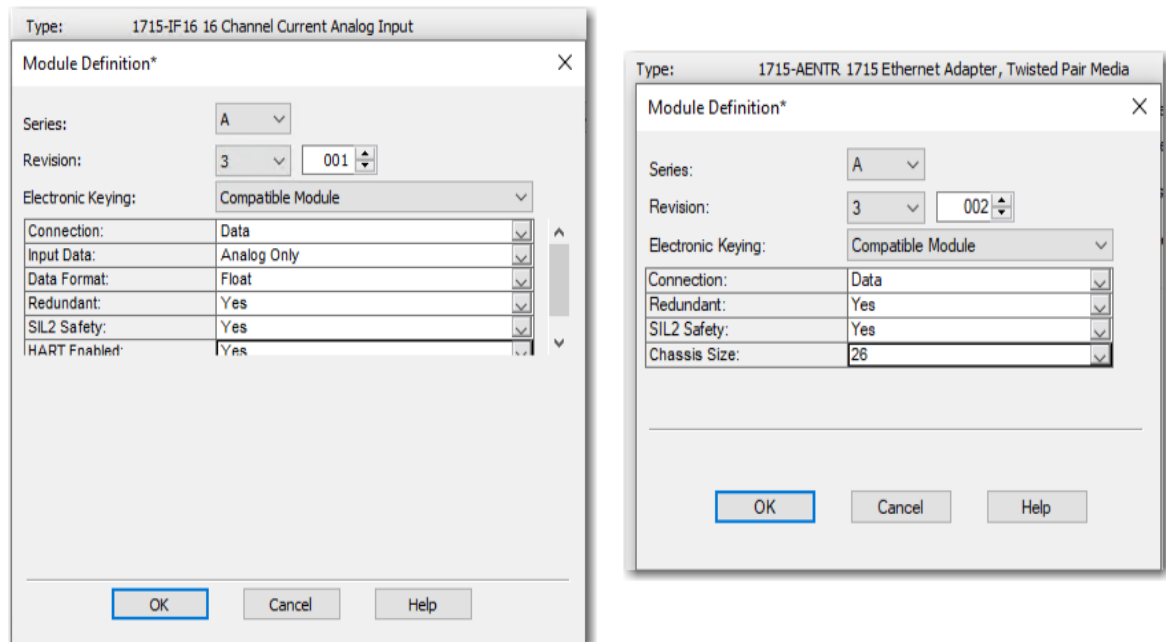 Type: 1715-IF16 16 Channel Current Analog Input
Module Definition*
Series: A
Revision: 3 001
Electronic Keying: Compatible Module
Connection: Data
Input Data: Analog Only
Data Format: Float
Redundant: Yes
SIL2 Safety: Yes
HART Enabled: Yes
OK Cancel Help
Type: 1715-AENTR 1715 Ethernet Adapter, Twisted Pair Media
Module Definition*
Series: A
Revision: 3 002
Electronic Keying: Compatible Module
Connection: Data
Redundant: Yes
SIL2 Safety: Yes
Chassis Size: 26
OK Cancel Help